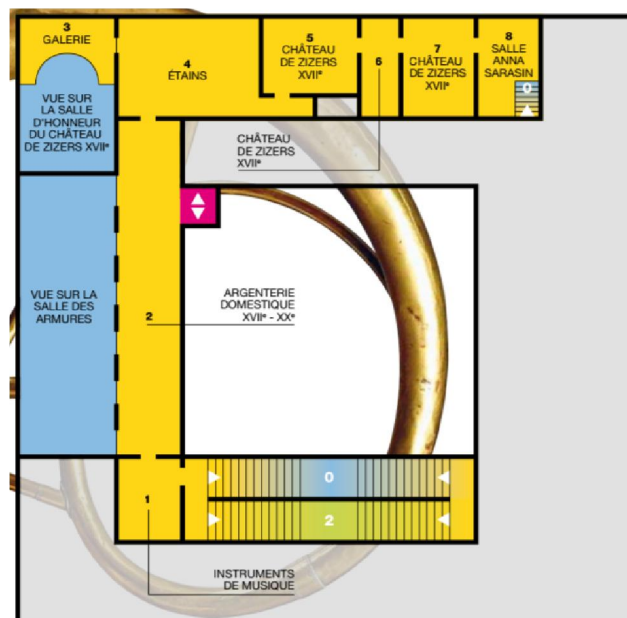 3
GALERIE
4
ÉTAINS
5
CHÂTEAU
DE ZIZERS
XVIIᵉ
6
7
CHÂTEAU
DE ZIZERS
XVIIᵉ
8
SALLE
ANNA
SARASIN
0
VUE SUR
LA SALLE
D'HONNEUR
DU CHÂTEAU
DE ZIZERS XVIIᵉ
CHÂTEAU
DE ZIZERS
XVIIᵉ
VUE SUR LA
SALLE DES
ARMURES
2
ARGENTERIE
DOMESTIQUE
XVIIᵉ - XXᵉ
1
0
2
INSTRUMENTS
DE MUSIQUE